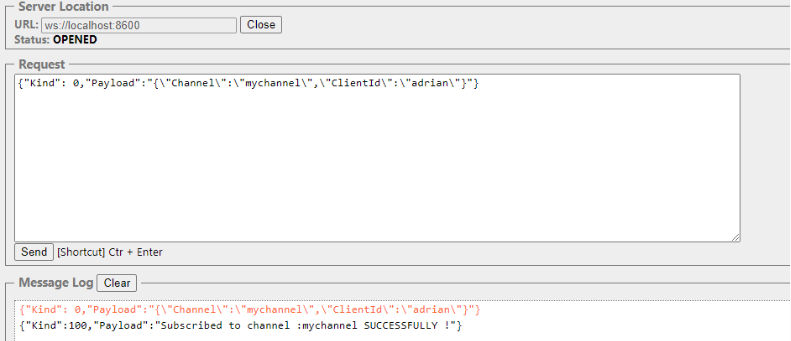 Server Location
URL: ws://localhost:8600 Close
Status: OPENED
Request
{"Kind": 0,"Payload":"{\"Channel\":\"mychannel\",\"ClientId\":\"adrian\"}"}
Send [Shortcut] Ctr + Enter
Message Log Clear
{"Kind": 0,"Payload":"{\"Channel\":\"mychannel\",\"ClientId\":\"adrian\"}"}
{"Kind":100,"Payload":"Subscribed to channel :mychannel SUCCESSFULLY !"}